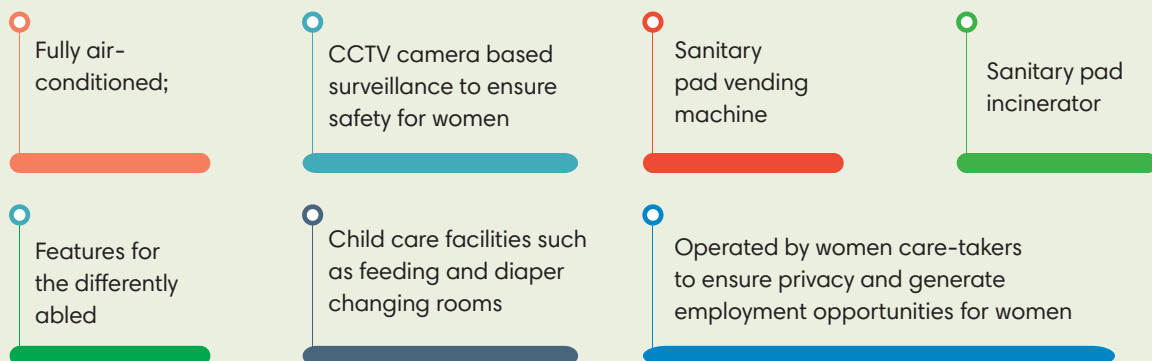 Fully air-
conditioned;
CCTV camera based
surveillance to ensure
safety for women
Sanitary
pad vending
machine
Sanitary pad
incinerator
Features for
the differently
abled
Child care facilities such
as feeding and diaper
changing rooms
Operated by women care-takers
to ensure privacy and generate
employment opportunities for women